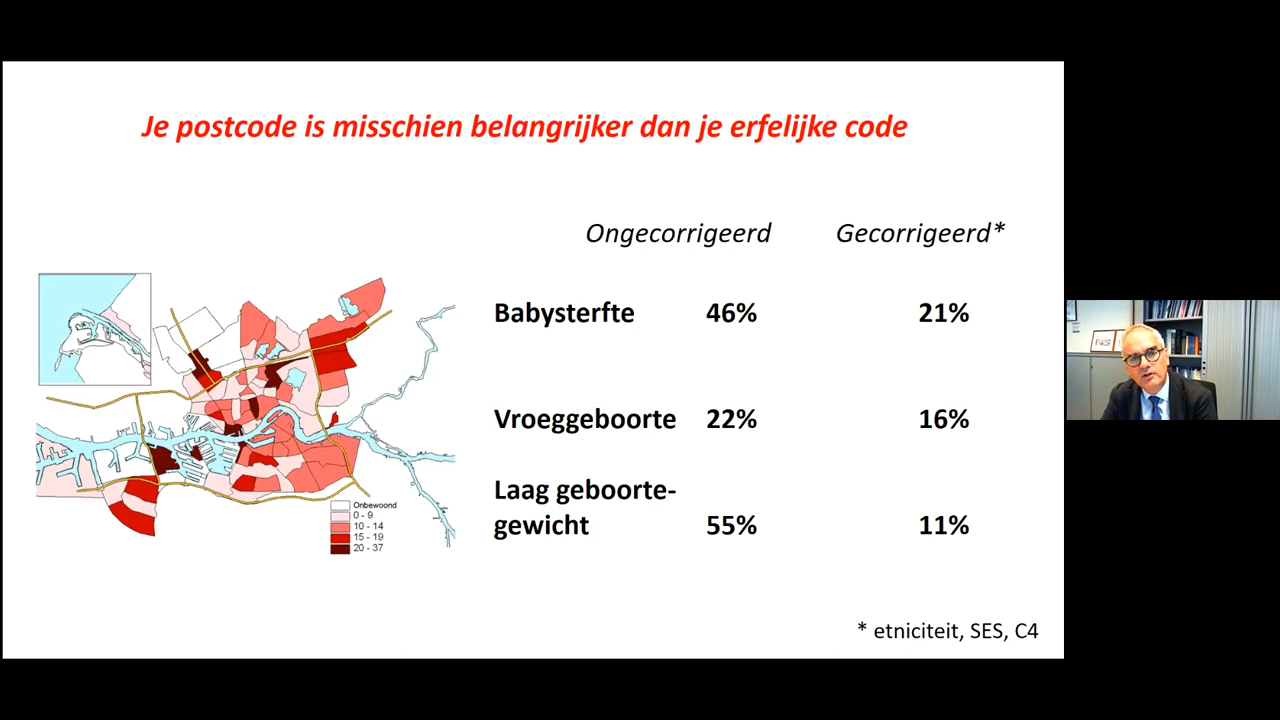 Je postcode is misschien belangrijker dan je erfelijke code
Ongecorrigeerd Gecorrigeerd*
Babysterfte 46% 21%
Vroeggeboorte 22% 16%
Laag geboorte-
gewicht 55% 11%
Onbewoond
0 - 9
10 - 14
15 - 19
20 - 37
* etniciteit, SES, C4